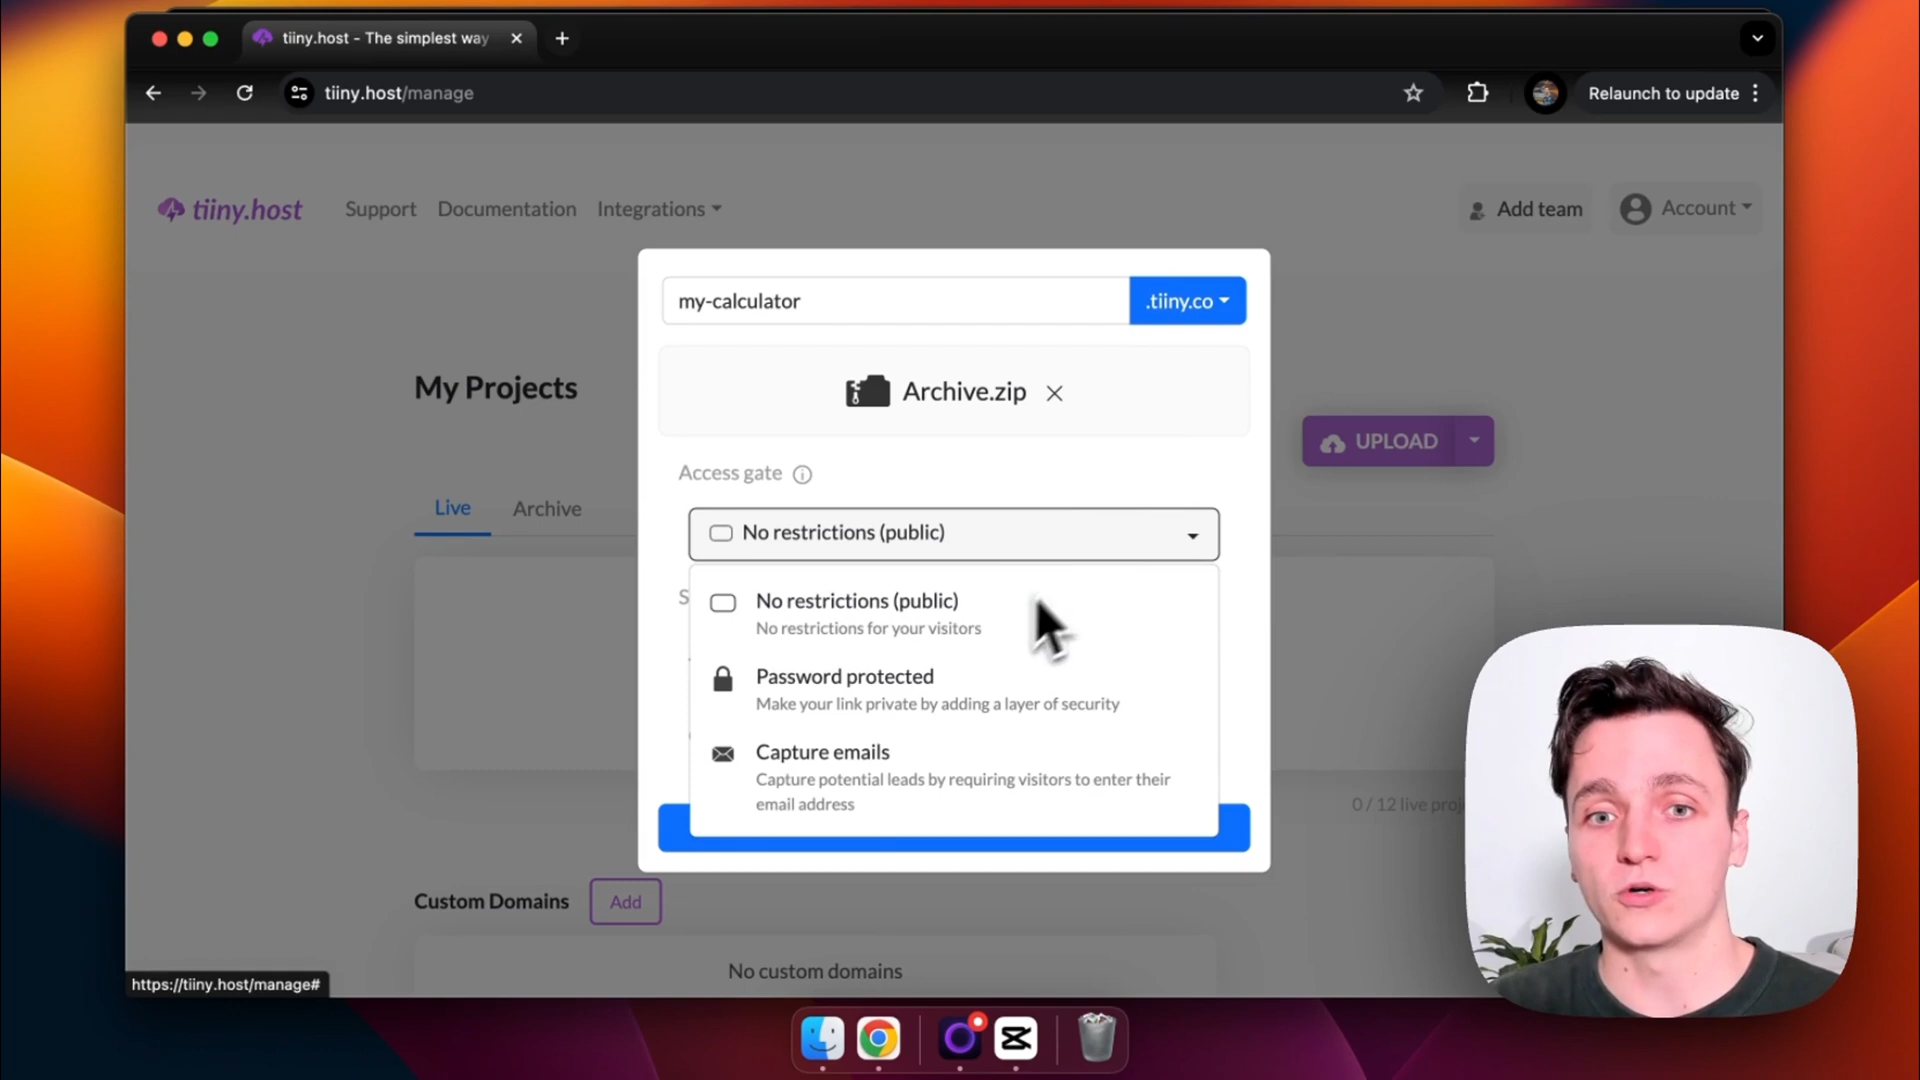 tiiny.host - The simplest way
tiiny.host/manage
Relaunch to update
tiiny.host
Support
Documentation
Integrations
Add team
Account
my-calculator
.tiiny.co
Archive.zip
My Projects
UPLOAD
Access gate
Live
Archive
No restrictions (public)
No restrictions (public)
No restrictions for your visitors
Password protected
Make your link private by adding a layer of security
Capture emails
Capture potential leads by requiring visitors to enter their
email address
0 / 12 live proj
Custom Domains
Add
No custom domains
https://tiiny.host/manage#